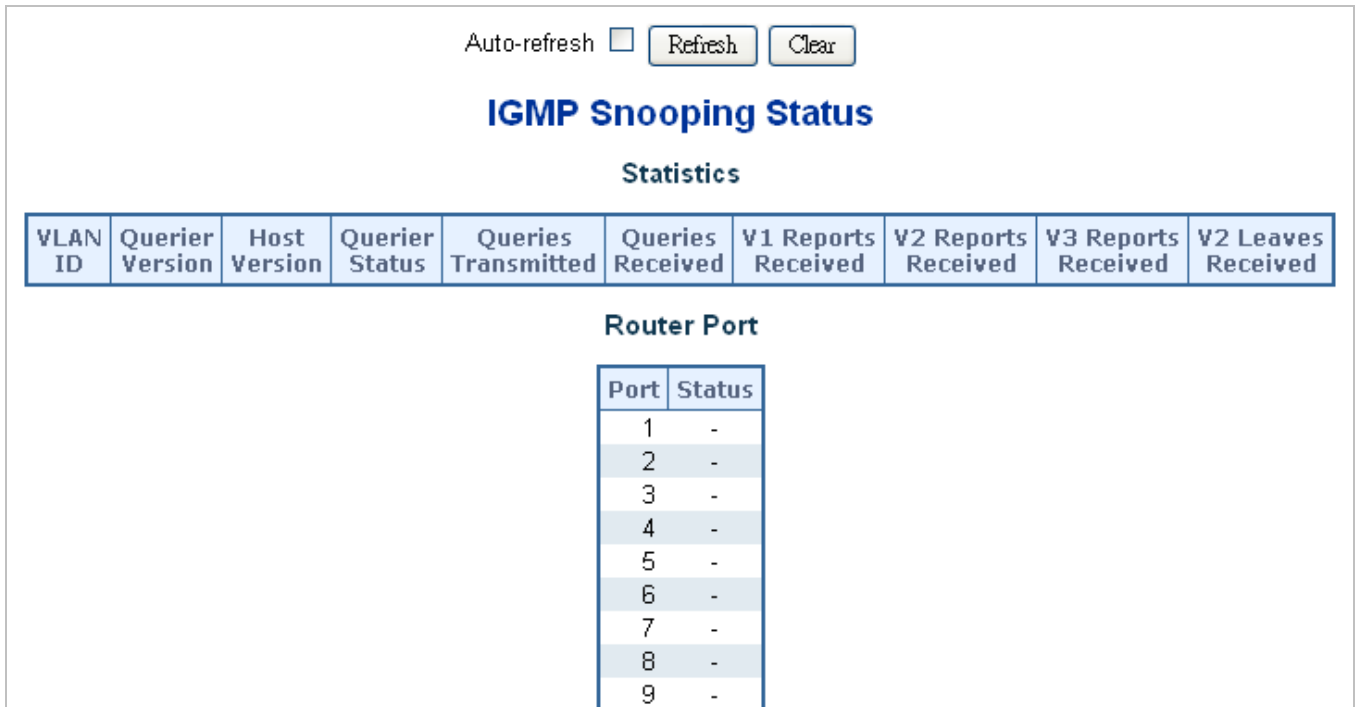 Auto-refresh Refresh Clear
IGMP Snooping Status
Statistics
VLAN ID Querier Version Host Version Querier Status Queries Transmitted Queries Received V1 Reports Received V2 Reports Received V3 Reports Received V2 Leaves Received
Router Port
Port Status
1 -
2 -
3 -
4 -
5 -
6 -
7 -
8 -
9 -